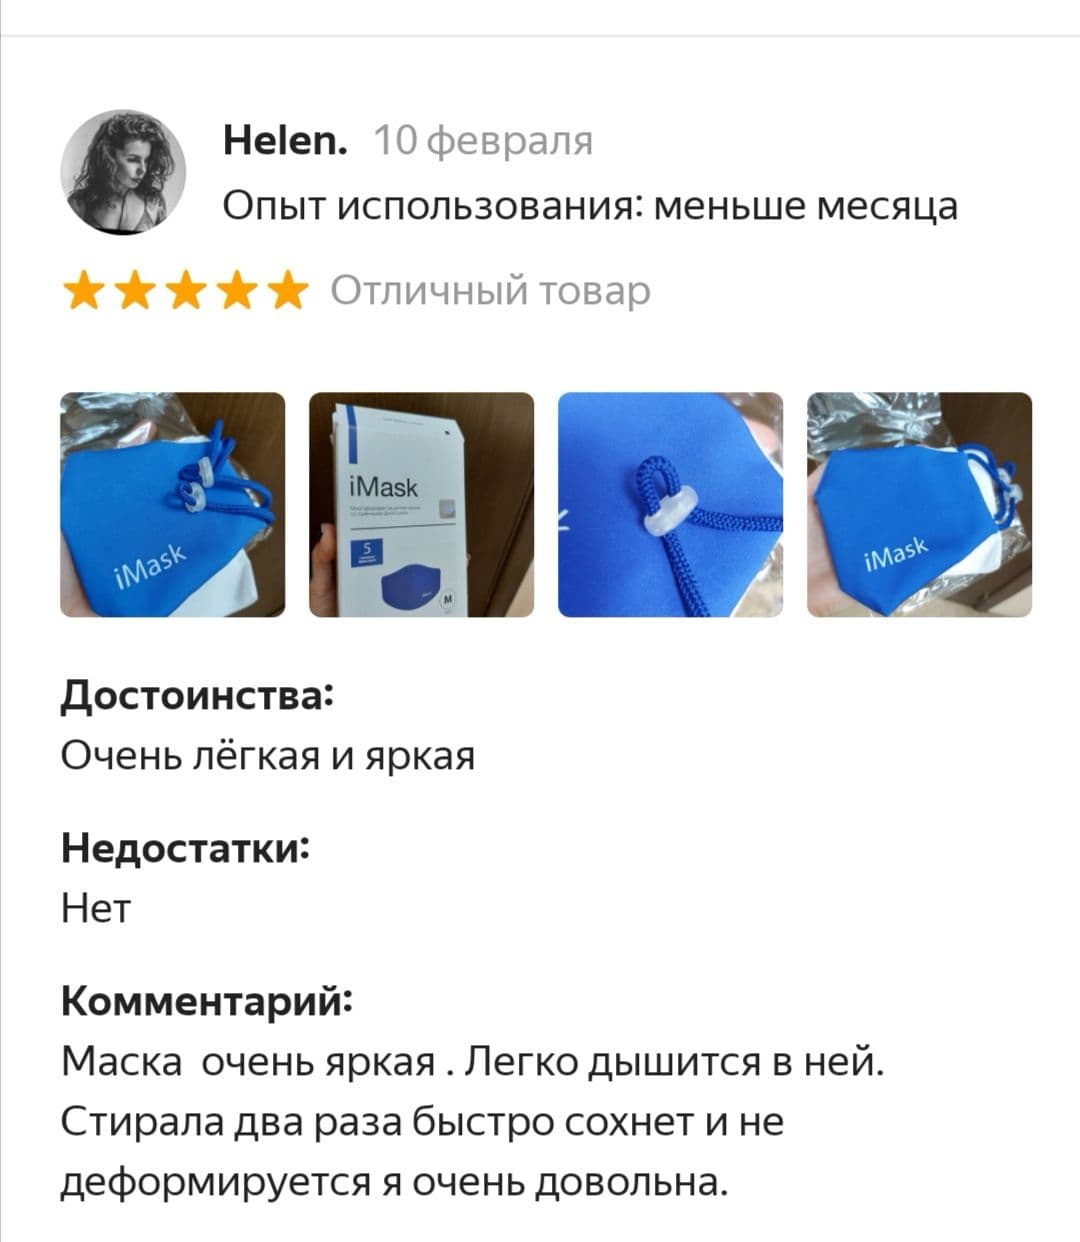 Helen. 10 февраля
Опыт использования: меньше месяца
Отличный товар
iMask
iMask
5
M
iMask
Достоинства:
Очень лёгкая и яркая
Недостатки:
Нет
Комментарий:
Маска очень яркая . Легко дышится в ней.
Стирала два раза быстро сохнет и не
деформируется я очень довольна.